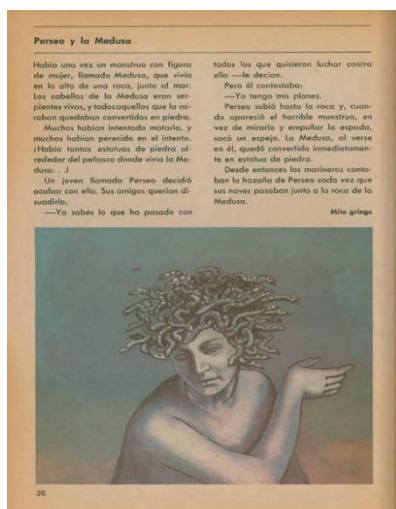 Perseo y la Medusa
Había una vez un monstruo con figura
de mujer, llamado Medusa, que vivía
en lo alto de una roca, junto al mar.
Los cabellos de la Medusa eran ser-
pientes vivas, y todos aquellos que la mi-
raban quedaban convertidos en piedra.
Muchos habían intentado matarla, y
muchos habían perecido en el intento.
¡Había tantas estatuas de piedra al-
rededor del peñasco donde vivía la Me-
dusa. . .!
Un joven llamado Perseo decidió
acabar con ella. Sus amigos querían di-
suadirlo.
—Ya sabes lo que ha pasado con
todos los que quisieron luchar contra
ella —le decían.
Pero él contestaba:
—Yo tengo mis planes.
Perseo subió hasta la roca y, cuan-
do apareció el horrible monstruo, en
vez de mirarla y empuñar la espada,
sacó un espejo. La Medusa, al verse
en él, quedó convertida inmediatamen-
te en estatua de piedra.
Desde entonces los marineros conta-
ban la hazaña de Perseo cada vez que
sus naves pasaban junto a la roca de la
Medusa.
Mito griego
26